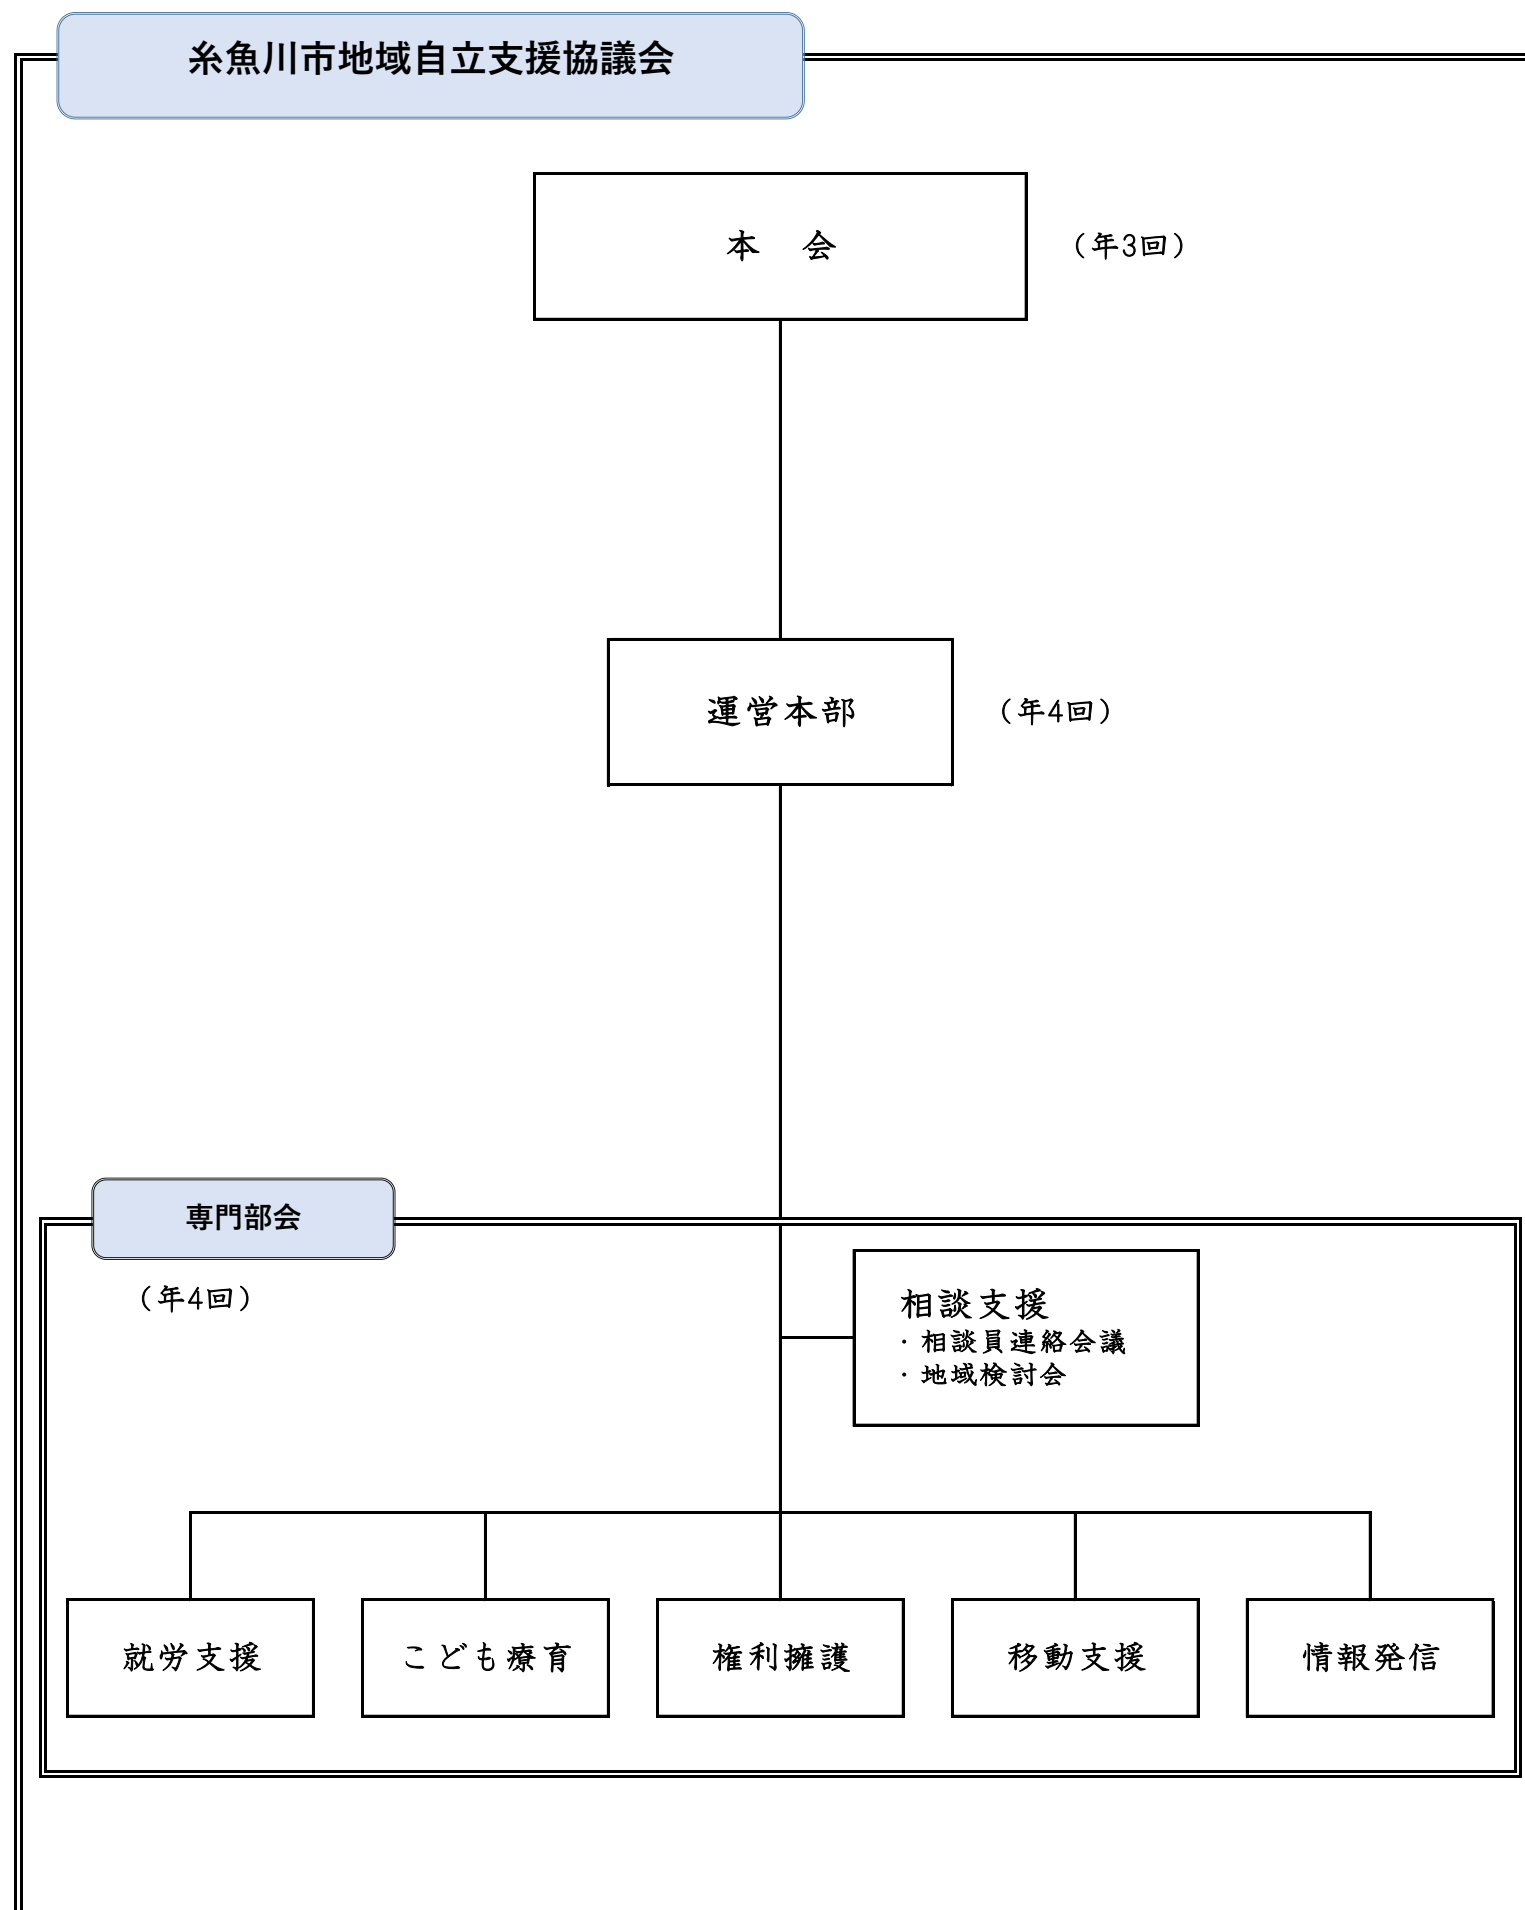 糸魚川市地域自立支援協議会
本　会
（年3回）
運営本部
（年4回）
専門部会
（年4回）
相談支援
・相談員連絡会議
・地域検討会
就労支援
こども療育
権利擁護
移動支援
情報発信